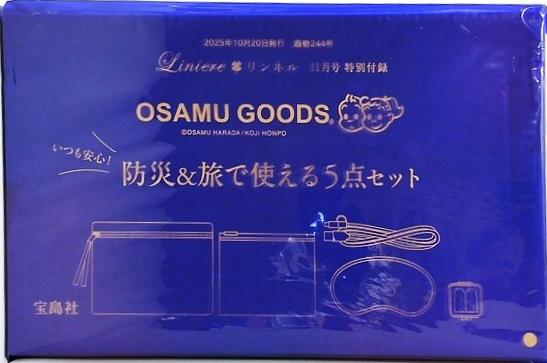 2025年10月20日発行 通巻244号
Liniere リンネル 11月号 特別付録
OSAMU GOODS®
©OSAMU HARADA/KOJI HONPO
いつも安心!
防災&旅で使える5点セット
宝島社